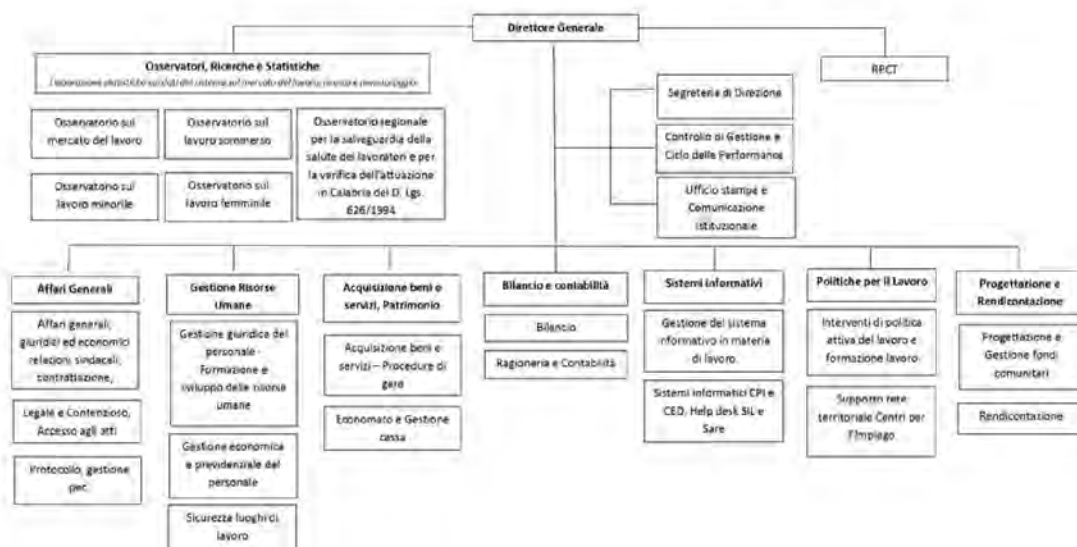 Direttore Generale
Osservatori, Ricerche e Statistiche
RPCT
Osservatorio sul
mercato del lavoro
Osservatorio sul
lavoro sommerso
Osservatorio regionale
per la salvaguardia della
salute dei lavoratori e per
la verifica dell'attuazione
in Calabria del D. Lgs.
626/1994
Osservatorio sul
lavoro minorile
Osservatorio sul
lavoro femminile
Segreterie di Direzione
Controllo di Gestione e
Ciclo delle Performance
Ufficio stampa e
Comunicazione
istituzionale
Affari Generali
Affari generali,
giuridici ed economici
relazioni sindacali,
contrattazione,
Legale e Contenzioso,
Accesso agli atti
Protocollo, gestione
pec
Gestione Risorse
Umane
Gestione giuridica del
personale -
Formazione e
sviluppo delle risorse
umane
Gestione economica
e previdenziale del
personale
Sicurezza luoghi di
lavoro
Acquisizione beni e
servizi, Patrimonio
Acquisizione beni e
servizi – Procedure di
gara
Economato e Gestione
cassa
Bilancio e contabilità
Bilancio
Ragioneria e Contabilità
Sistemi Informativi
Gestione del sistema
informativo in materia
di lavoro.
Sistemi informatici CPI e
CED, Help desk SIL e
Sare
Politiche per il Lavoro
Interventi di politica
attiva del lavoro e
formazione lavoro
Supporto rete
territoriale Centri per
l'Impiego
Progettazione e
Rendicontazione
Progettazione e
Gestione fondi
comunitari
Rendicontazione